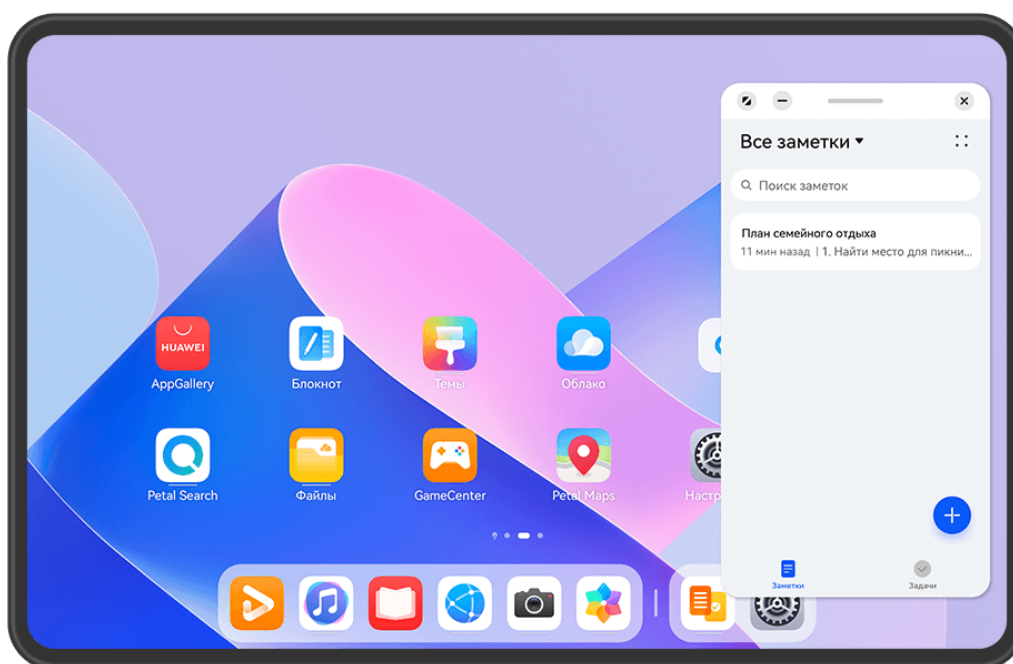 Все заметки
Поиск заметок
План семейного отдыха
11 мин назад | 1. Найти место для пикни...
HUAWEI
AppGallery
Блокнот
Темы
Облако
Petal Search
Файлы
GameCenter
Petal Maps
Настр
Заметки
Задачи